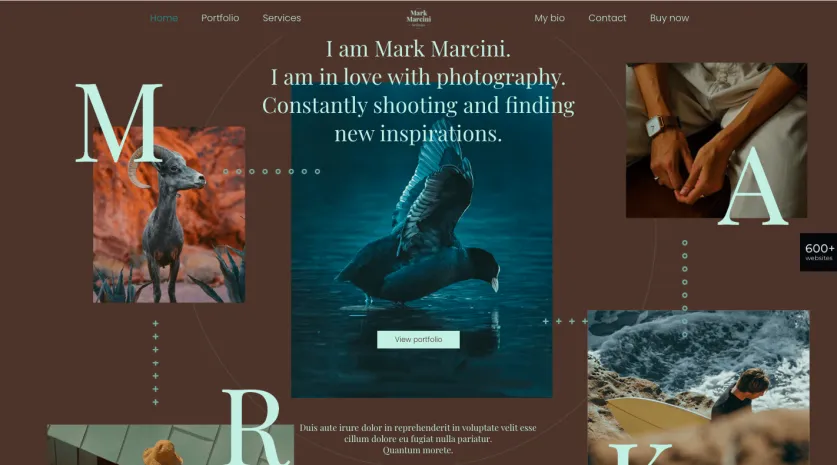 Home Portfolio Services Mark Marcini My bio Contact Buy now
I am Mark Marcini.
I am in love with photography.
Constantly shooting and finding
new inspirations.
M
A
600+
websites
View portfolio
R
K
Duis aute irure dolor in reprehenderit in voluptate velit esse
cillum dolore eu fugiat nulla pariatur.
Quantum morete.